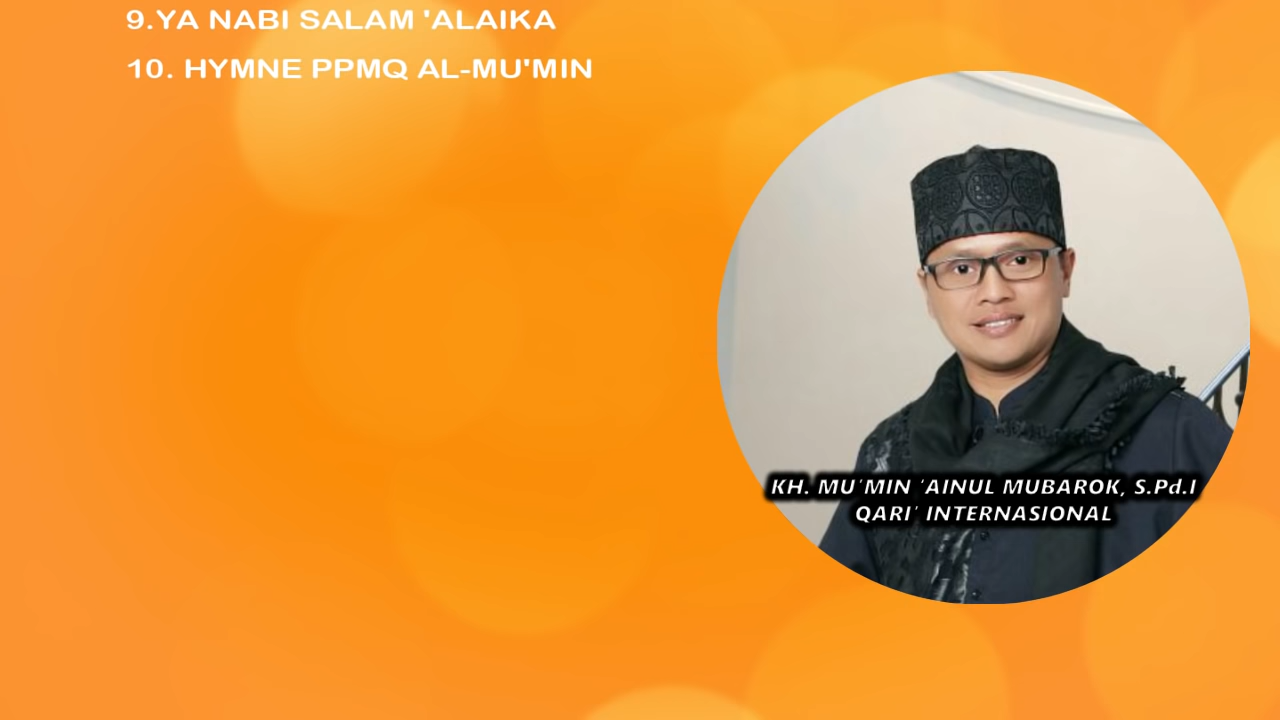 9.YA NABI SALAM 'ALAIKA
10. HYMNE PPMQ AL-MU'MIN
KH. MU'MIN 'AINUL MUBAROK, S.Pd.I
QARI' INTERNASIONAL